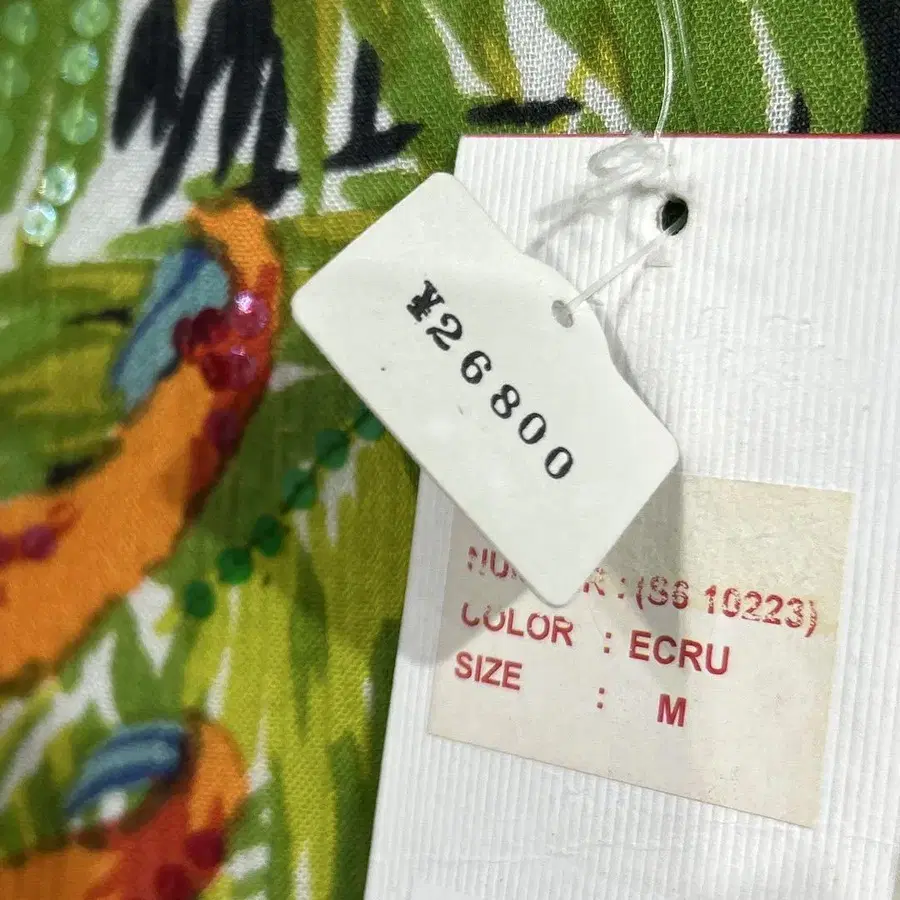 ¥26800
: (S6 10223)
COLOR : ECRU
SIZE : M